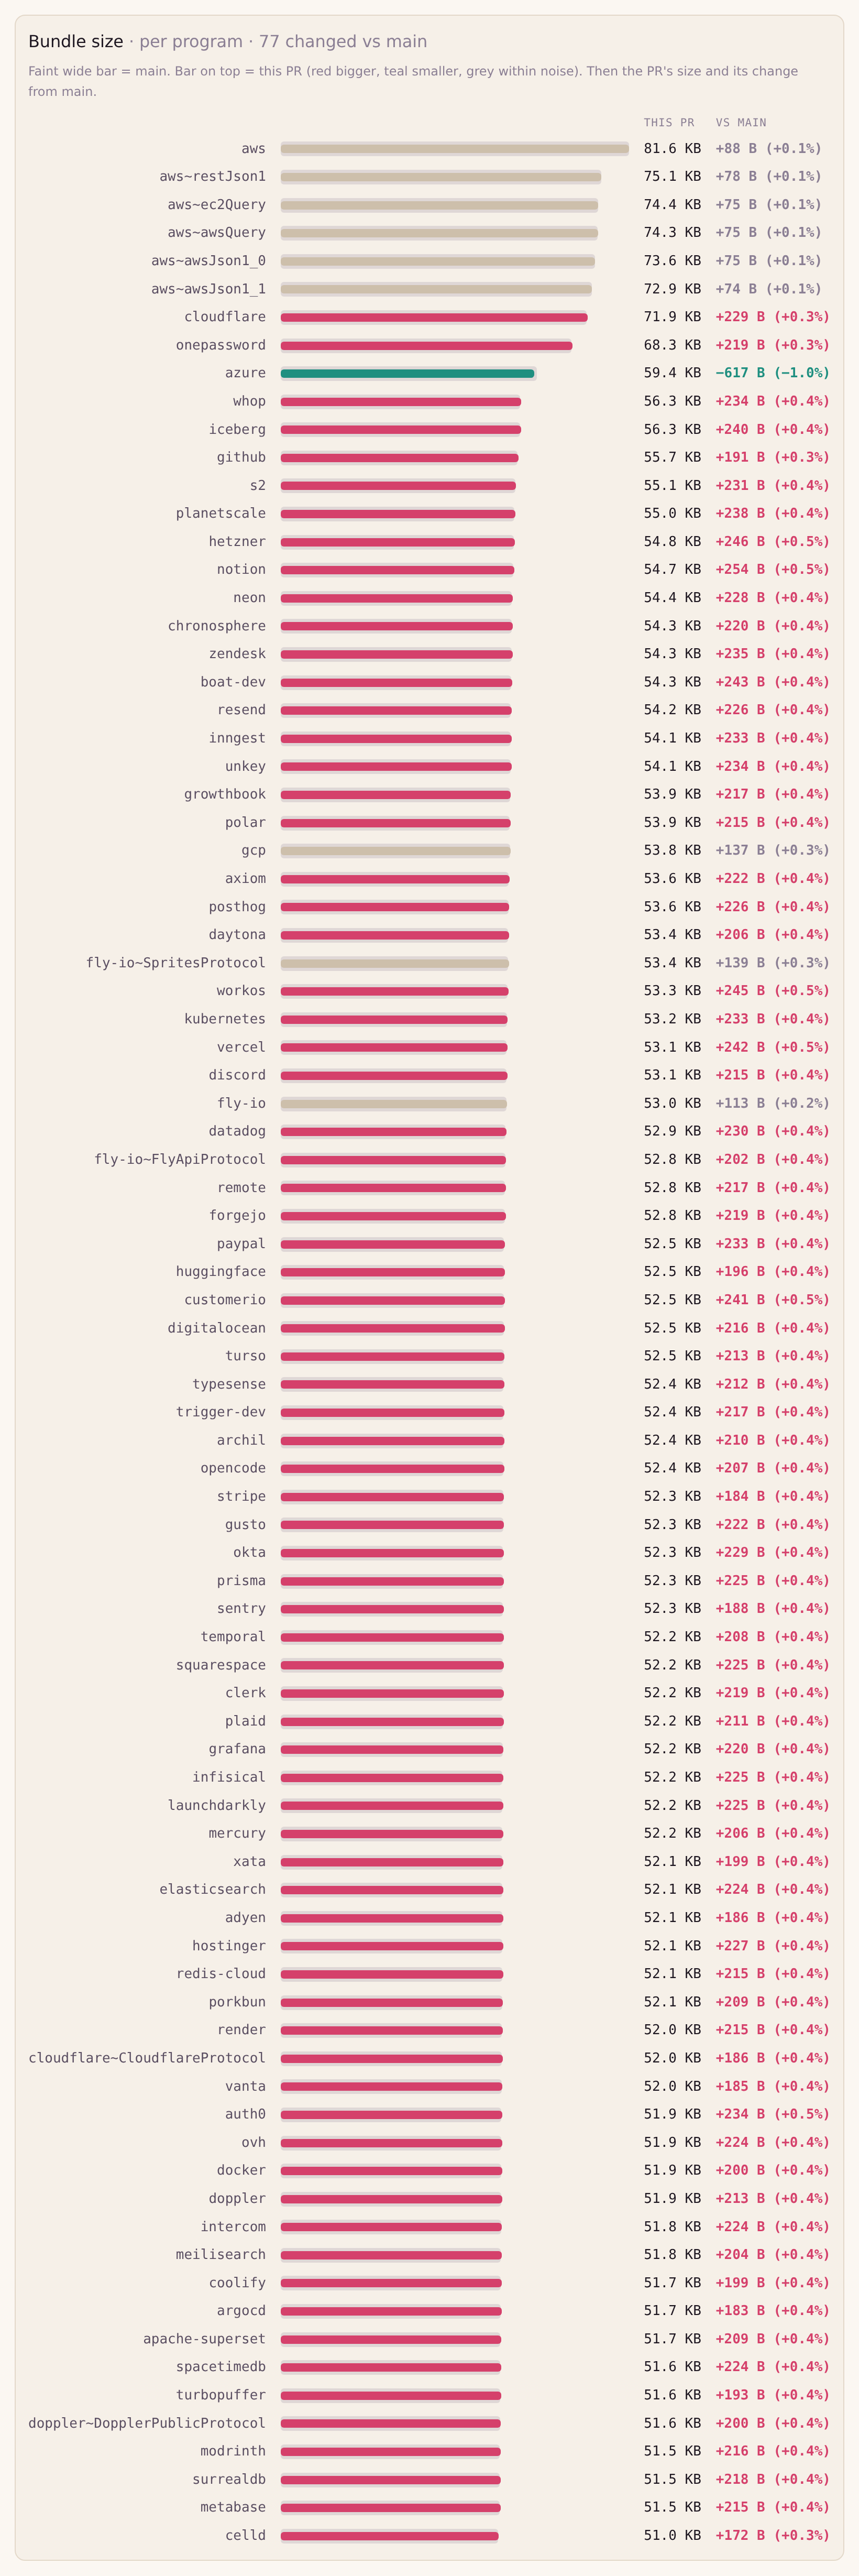 Bundle size · per program · 77 changed vs main
Faint wide bar = main. Bar on top = this PR (red bigger, teal smaller, grey within noise). Then the PR's size and its change
from main.
THIS PR VS MAIN
aws 81.6 KB +88 B (+0.1%)
aws~restJson1 75.1 KB +78 B (+0.1%)
aws~ec2Query 74.4 KB +75 B (+0.1%)
aws~awsQuery 74.3 KB +75 B (+0.1%)
aws~awsJson1_0 73.6 KB +75 B (+0.1%)
aws~awsJson1_1 72.9 KB +74 B (+0.1%)
cloudflare 71.9 KB +229 B (+0.3%)
onepassword 68.3 KB +219 B (+0.3%)
azure 59.4 KB −617 B (−1.0%)
whop 56.3 KB +234 B (+0.4%)
iceberg 56.3 KB +240 B (+0.4%)
github 55.7 KB +191 B (+0.3%)
s2 55.1 KB +231 B (+0.4%)
planetscale 55.0 KB +238 B (+0.4%)
hetzner 54.8 KB +246 B (+0.5%)
notion 54.7 KB +254 B (+0.5%)
neon 54.4 KB +228 B (+0.4%)
chronosphere 54.3 KB +220 B (+0.4%)
zendesk 54.3 KB +235 B (+0.4%)
boat-dev 54.3 KB +243 B (+0.4%)
resend 54.2 KB +226 B (+0.4%)
inngest 54.1 KB +233 B (+0.4%)
unkey 54.1 KB +234 B (+0.4%)
growthbook 53.9 KB +217 B (+0.4%)
polar 53.9 KB +215 B (+0.4%)
gcp 53.8 KB +137 B (+0.3%)
axiom 53.6 KB +222 B (+0.4%)
posthog 53.6 KB +226 B (+0.4%)
daytona 53.4 KB +206 B (+0.4%)
fly-io~SpritesProtocol 53.4 KB +139 B (+0.3%)
workos 53.3 KB +245 B (+0.5%)
kubernetes 53.2 KB +233 B (+0.4%)
vercel 53.1 KB +242 B (+0.5%)
discord 53.1 KB +215 B (+0.4%)
fly-io 53.0 KB +113 B (+0.2%)
datadog 52.9 KB +230 B (+0.4%)
fly-io~FlyApiProtocol 52.8 KB +202 B (+0.4%)
remote 52.8 KB +217 B (+0.4%)
forgejo 52.8 KB +219 B (+0.4%)
paypal 52.5 KB +233 B (+0.4%)
huggingface 52.5 KB +196 B (+0.4%)
customerio 52.5 KB +241 B (+0.5%)
digitalocean 52.5 KB +216 B (+0.4%)
turso 52.5 KB +213 B (+0.4%)
typesense 52.4 KB +212 B (+0.4%)
trigger-dev 52.4 KB +217 B (+0.4%)
archil 52.4 KB +210 B (+0.4%)
opencode 52.4 KB +207 B (+0.4%)
stripe 52.3 KB +184 B (+0.4%)
gusto 52.3 KB +222 B (+0.4%)
okta 52.3 KB +229 B (+0.4%)
prisma 52.3 KB +225 B (+0.4%)
sentry 52.3 KB +188 B (+0.4%)
temporal 52.2 KB +208 B (+0.4%)
squarespace 52.2 KB +225 B (+0.4%)
clerk 52.2 KB +219 B (+0.4%)
plaid 52.2 KB +211 B (+0.4%)
grafana 52.2 KB +220 B (+0.4%)
infisical 52.2 KB +225 B (+0.4%)
launchdarkly 52.2 KB +225 B (+0.4%)
mercury 52.2 KB +206 B (+0.4%)
xata 52.1 KB +199 B (+0.4%)
elasticsearch 52.1 KB +224 B (+0.4%)
adyen 52.1 KB +186 B (+0.4%)
hostinger 52.1 KB +227 B (+0.4%)
redis-cloud 52.1 KB +215 B (+0.4%)
porkbun 52.1 KB +209 B (+0.4%)
render 52.0 KB +215 B (+0.4%)
cloudflare~CloudflareProtocol 52.0 KB +186 B (+0.4%)
vanta 52.0 KB +185 B (+0.4%)
auth0 51.9 KB +234 B (+0.5%)
ovh 51.9 KB +224 B (+0.4%)
docker 51.9 KB +200 B (+0.4%)
doppler 51.9 KB +213 B (+0.4%)
intercom 51.8 KB +224 B (+0.4%)
meilisearch 51.8 KB +204 B (+0.4%)
coolify 51.7 KB +199 B (+0.4%)
argocd 51.7 KB +183 B (+0.4%)
apache-superset 51.7 KB +209 B (+0.4%)
spacetimedb 51.6 KB +224 B (+0.4%)
turbopuffer 51.6 KB +193 B (+0.4%)
doppler~DopplerPublicProtocol 51.6 KB +200 B (+0.4%)
modrinth 51.5 KB +216 B (+0.4%)
surrealdb 51.5 KB +218 B (+0.4%)
metabase 51.5 KB +215 B (+0.4%)
celld 51.0 KB +172 B (+0.3%)